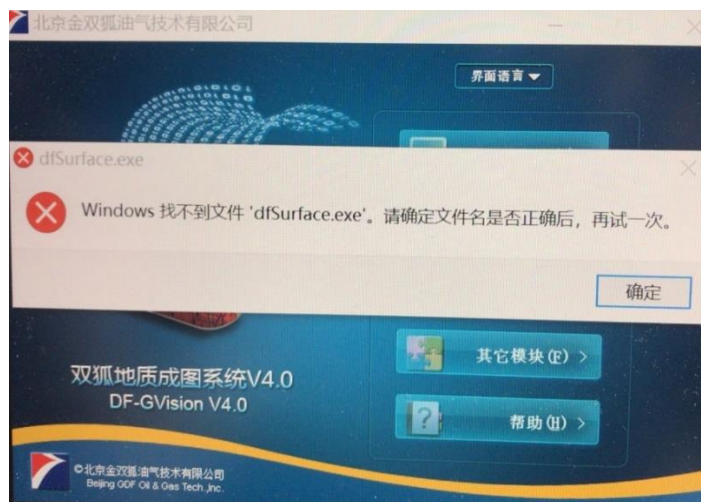 北京金双狐油气技术有限公司
界面语言
dfSurface.exe
Windows 找不到文件 'dfSurface.exe'。请确定文件名是否正确后，再试一次。
确定
其它模块(F) >
双狐地质成图系统V4.0
DF-GVision V4.0
帮助(H) >
©北京金双狐油气技术有限公司
Beijing GDF Oil & Gas Tech.,Inc.